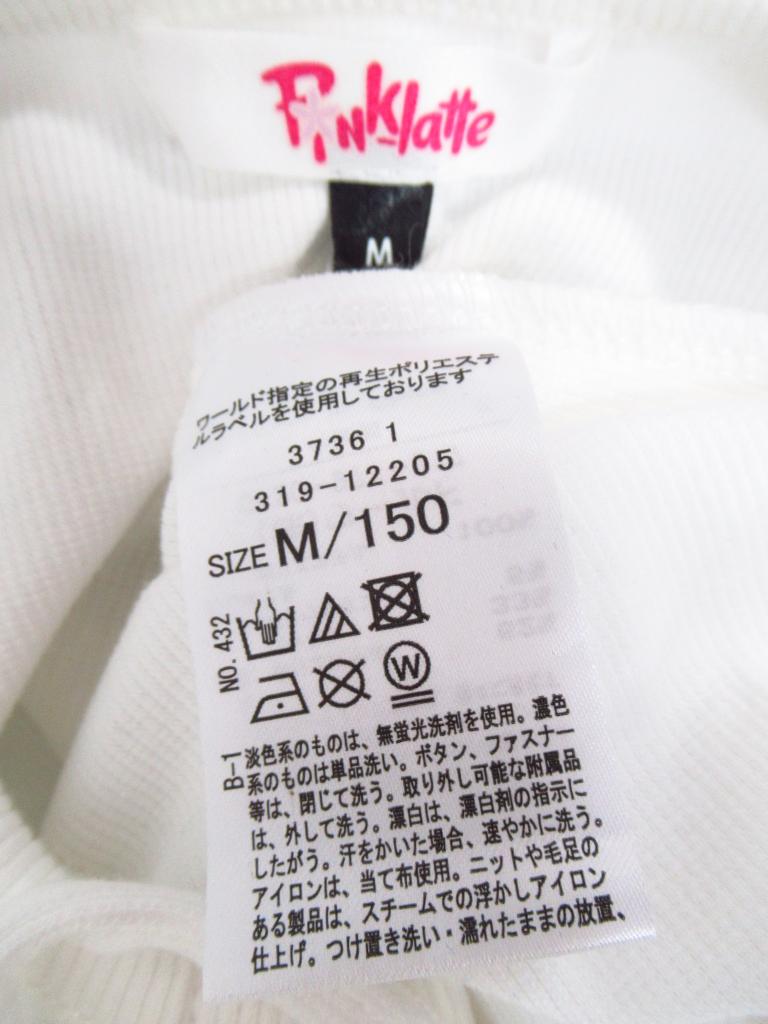 Pinklatte
M
ワールド指定の再生ポリエステ
ルラベルを使用しております
3736 1
319-12205
SIZE M/150
NO. 432
W
B-1
淡色系のものは、無蛍光洗剤を使用。濃色
系のものは単品洗い。ボタン、ファスナー
等は、閉じて洗う。取り外し可能な附属品
は、外して洗う。漂白は、漂白剤の指示に
したがう。汗をかいた場合、速やかに洗う。
アイロンは、当て布使用。ニットや毛足の
ある製品は、スチームでの浮かしアイロン
仕上げ。つけ置き洗い・濡れたままの放置、